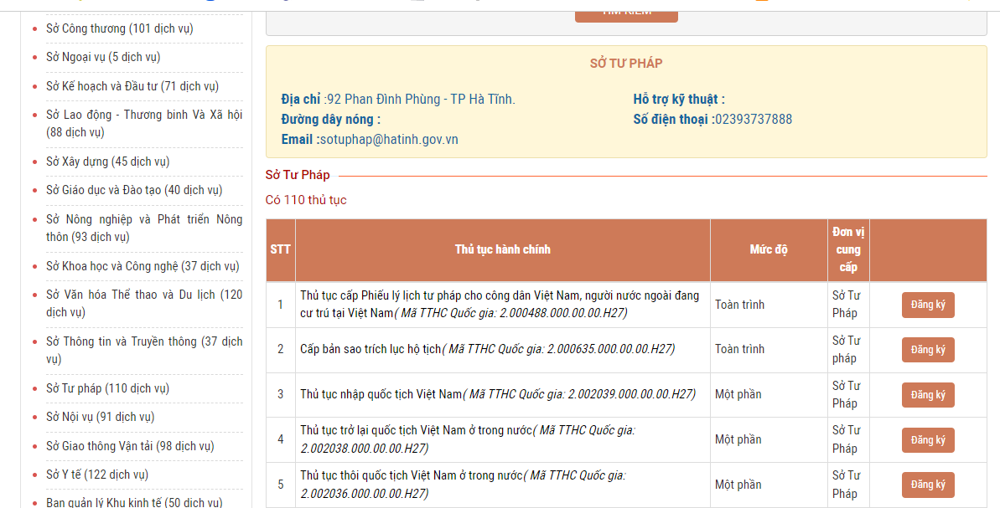 TÌM KIẾM
Sở Công thương (101 dịch vụ)
Sở Ngoại vụ (5 dịch vụ)
Sở Kế hoạch và Đầu tư (71 dịch vụ)
Sở Lao động - Thương binh Và Xã hội
(88 dịch vụ)
Sở Xây dựng (45 dịch vụ)
Sở Giáo dục và Đào tạo (40 dịch vụ)
Sở Nông nghiệp và Phát triển Nông
thôn (93 dịch vụ)
Sở Khoa học và Công nghệ (37 dịch vụ)
Sở Văn hóa Thể thao và Du lịch (120
dịch vụ)
Sở Thông tin và Truyền thông (37 dịch
vụ)
Sở Tư pháp (110 dịch vụ)
Sở Nội vụ (91 dịch vụ)
Sở Giao thông Vận tải (98 dịch vụ)
Sở Y tế (122 dịch vụ)
Ban quản lý Khu kinh tế (50 dịch vụ)
SỞ TƯ PHÁP
Địa chỉ :92 Phan Đình Phùng - TP Hà Tĩnh.
Đường dây nóng :
Email :sotuphap@hatinh.gov.vn
Hỗ trợ kỹ thuật :
Số điện thoại :02393737888
Sở Tư Pháp
Có 110 thủ tục
STT
Thủ tục hành chính
Mức độ
Đơn vị
cung
cấp
1
Thủ tục cấp Phiếu lý lịch tư pháp cho công dân Việt Nam, người nước ngoài đang
cư trú tại Việt Nam( Mã TTHC Quốc gia: 2.000488.000.00.00.H27)
Toàn trình
Sở Tư
Pháp
Đăng ký
2
Cấp bản sao trích lục hộ tịch( Mã TTHC Quốc gia: 2.000635.000.00.00.H27)
Toàn trình
Sở Tư
pháp
Đăng ký
3
Thủ tục nhập quốc tịch Việt Nam( Mã TTHC Quốc gia: 2.002039.000.00.00.H27)
Một phần
Sở Tư
Pháp
Đăng ký
4
Thủ tục trở lại quốc tịch Việt Nam ở trong nước( Mã TTHC Quốc gia:
2.002038.000.00.00.H27)
Một phần
Sở Tư
Pháp
Đăng ký
5
Thủ tục thôi quốc tịch Việt Nam ở trong nước( Mã TTHC Quốc gia:
2.002036.000.00.00.H27)
Một phần
Sở Tư
Pháp
Đăng ký